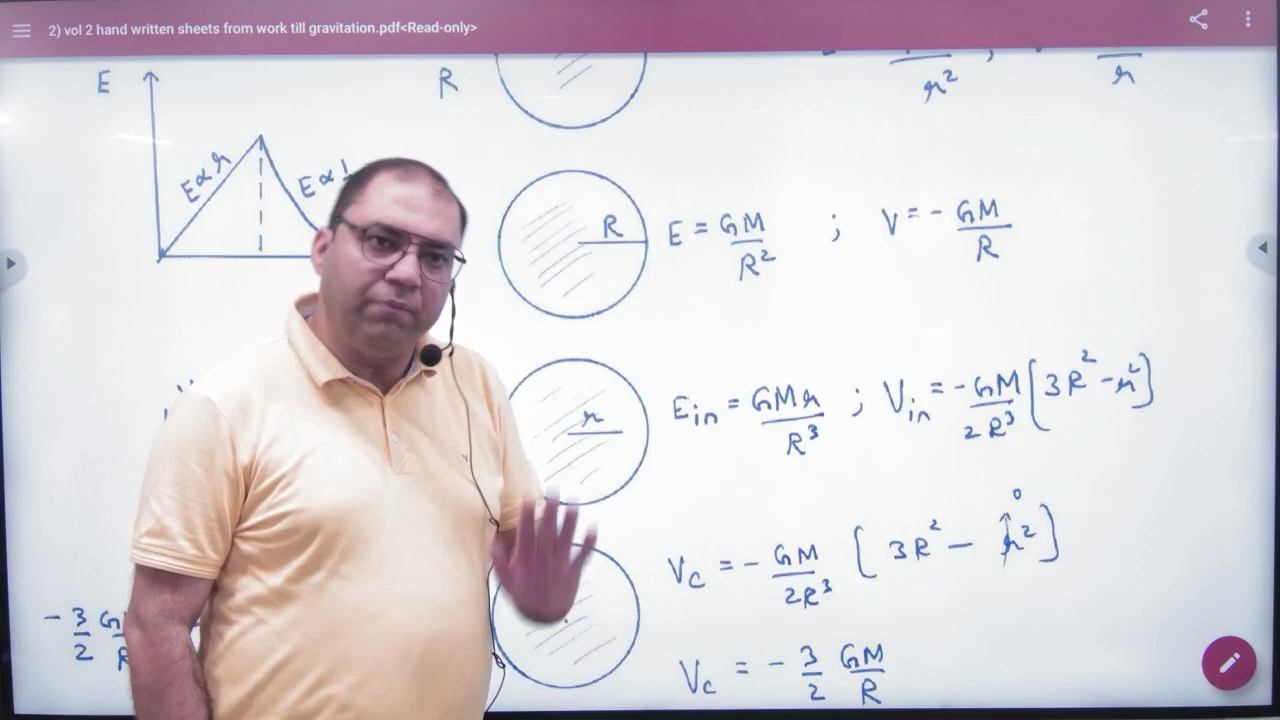 2) vol 2 hand written sheets from work till gravitation.pdf<Read-only>
E
R
r² ; r
E ∝ r
E ∝ 1
R
E = GM/R² ; V = - GM/R
r
E_in = GMr/R³ ; V_in = -GM/2R³ [3R² - r²]
V_C = - GM/2R³ [3R² - r²] 0
- 3/2 G R
V_C = - 3/2 GM/R